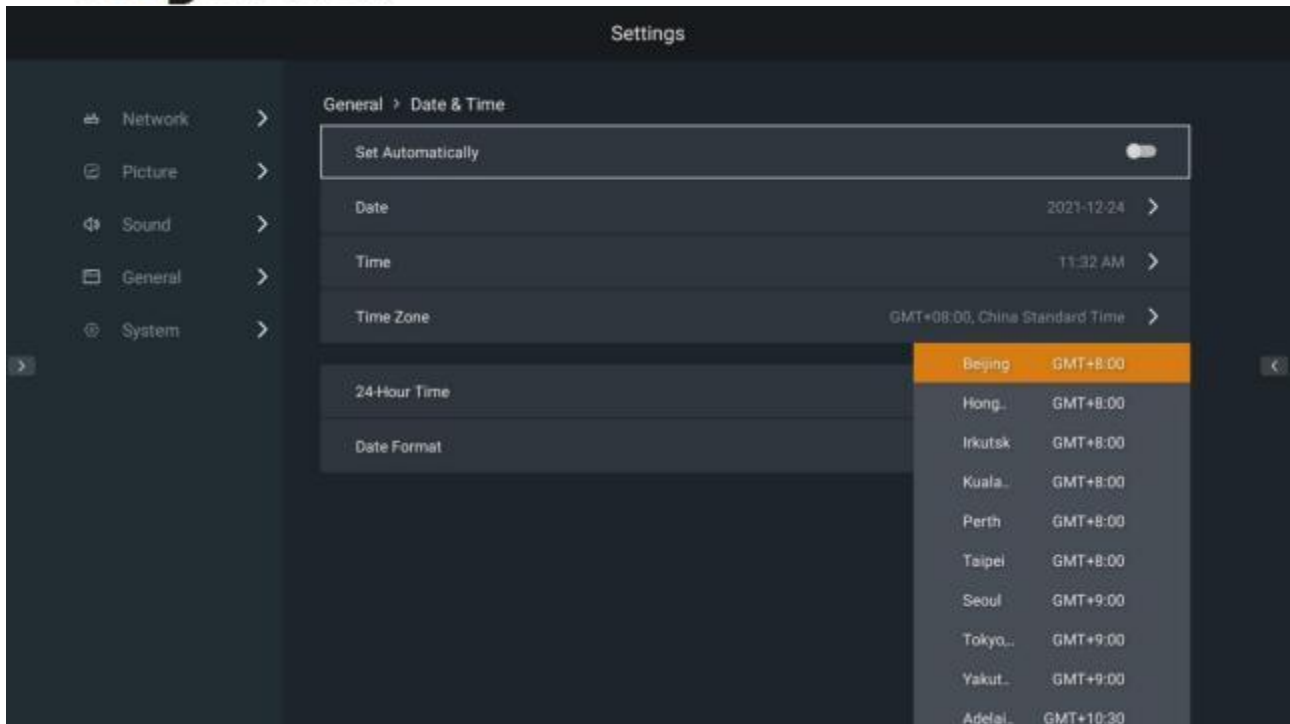 Settings
Network
Picture
Sound
General
System
General > Date & Time
Set Automatically
Date 2021-12-24
Time 11:32 AM
Time Zone GMT+08:00, China Standard Time
24-Hour Time
Date Format
Beijing GMT+8:00
Hong.. GMT+8:00
Irkutsk GMT+8:00
Kuala.. GMT+8:00
Perth GMT+8:00
Taipei GMT+8:00
Seoul GMT+9:00
Tokyo,.. GMT+9:00
Yakut.. GMT+9:00
Adelai.. GMT+10:30